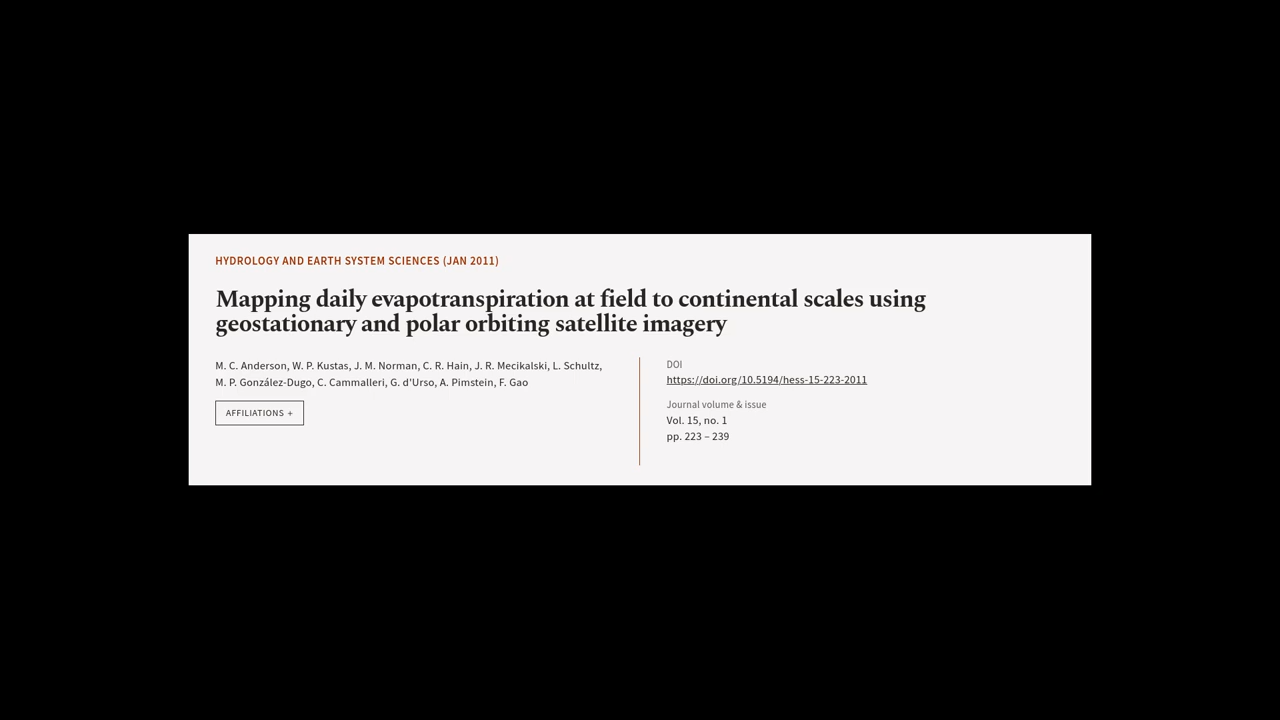 HYDROLOGY AND EARTH SYSTEM SCIENCES (JAN 2011)
Mapping daily evapotranspiration at field to continental scales using
geostationary and polar orbiting satellite imagery
M. C. Anderson, W. P. Kustas, J. M. Norman, C. R. Hain, J. R. Mecikalski, L. Schultz,
M. P. González-Dugo, C. Cammalleri, G. d'Urso, A. Pimstein, F. Gao
AFFILIATIONS +
DOI
https://doi.org/10.5194/hess-15-223-2011
Journal volume & issue
Vol. 15, no. 1
pp. 223 – 239